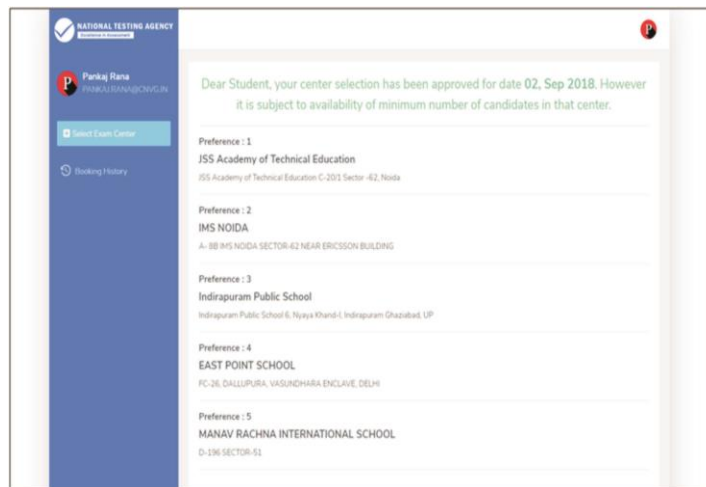 NATIONAL TESTING AGENCY
Excellence in Assessment
Pankaj Rana
PANKAJ.RANA@CNVG.IN
Select Exam Center
Booking History
Dear Student, your center selection has been approved for date 02, Sep 2018. However
it is subject to availability of minimum number of candidates in that center.
Preference : 1
JSS Academy of Technical Education
JSS Academy of Technical Education C-20/1 Sector -62, Noida
Preference : 2
IMS NOIDA
A- 8B IMS NOIDA SECTOR-62 NEAR ERICSSON BUILDING
Preference : 3
Indirapuram Public School
Indirapuram Public School 6, Nyaya Khand-I, Indirapuram Ghaziabad, UP
Preference : 4
EAST POINT SCHOOL
FC-26, DALLUPURA, VASUNDHARA ENCLAVE, DELHI
Preference : 5
MANAV RACHNA INTERNATIONAL SCHOOL
D-196 SECTOR-51